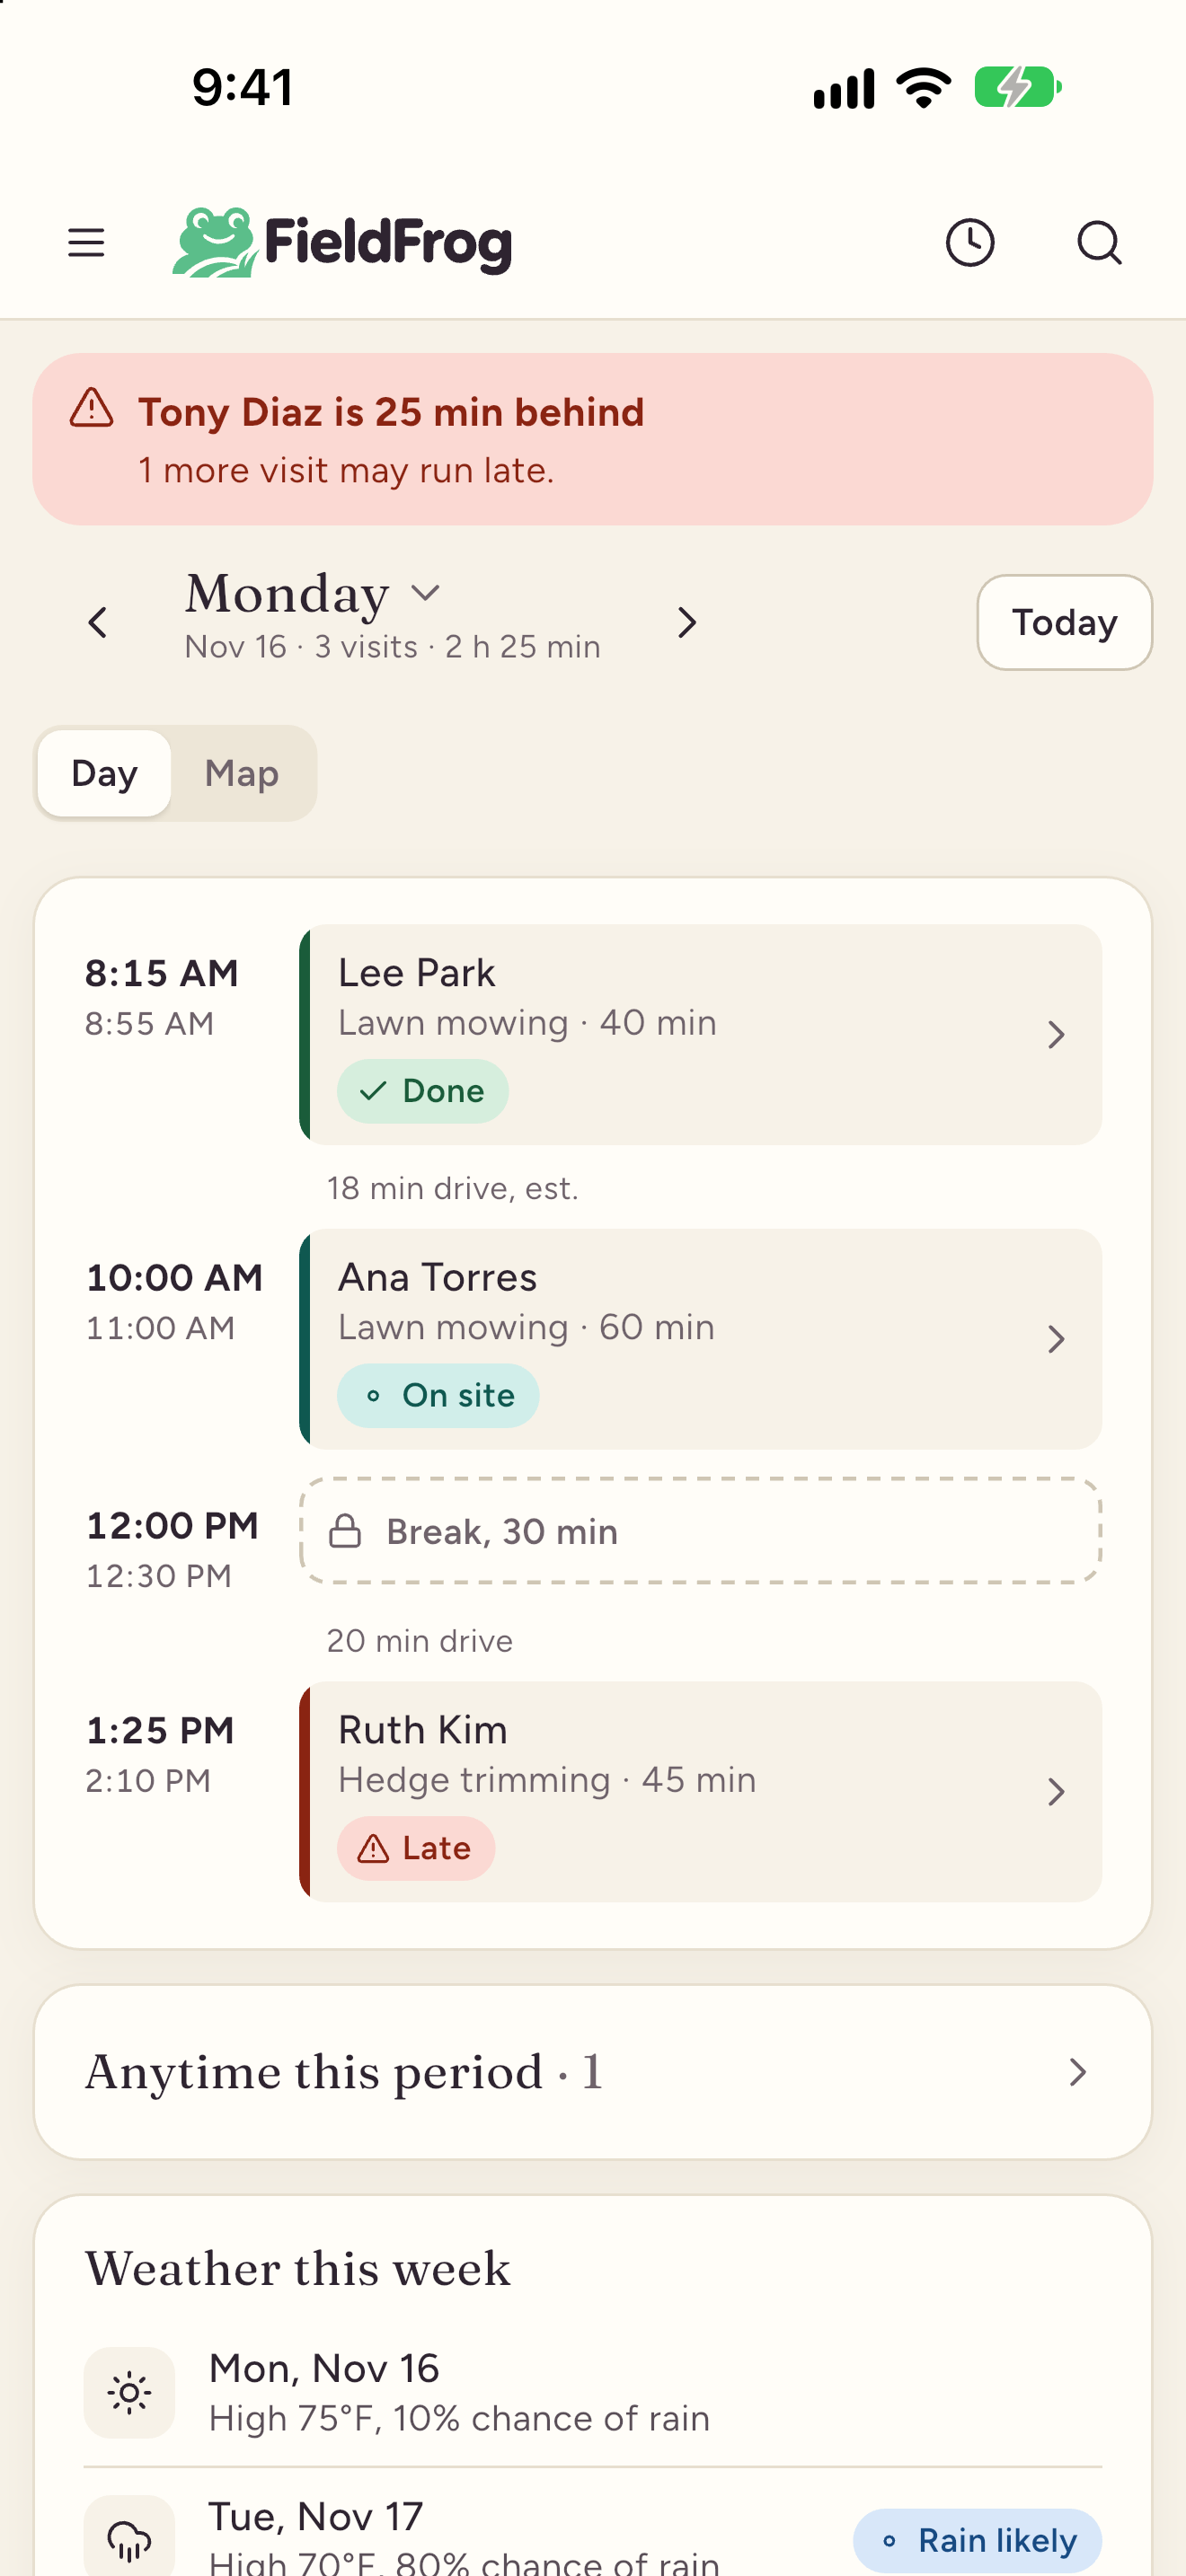 9:41
FieldFrog
Tony Diaz is 25 min behind
1 more visit may run late.
Monday
Nov 16 · 3 visits · 2 h 25 min
Today
Day
Map
8:15 AM
8:55 AM
Lee Park
Lawn mowing · 40 min
Done
18 min drive, est.
10:00 AM
11:00 AM
Ana Torres
Lawn mowing · 60 min
On site
12:00 PM
12:30 PM
Break, 30 min
20 min drive
1:25 PM
2:10 PM
Ruth Kim
Hedge trimming · 45 min
Late
Anytime this period · 1
Weather this week
Mon, Nov 16
High 75°F, 10% chance of rain
Tue, Nov 17
High 70°F, 80% chance of rain
Rain likely